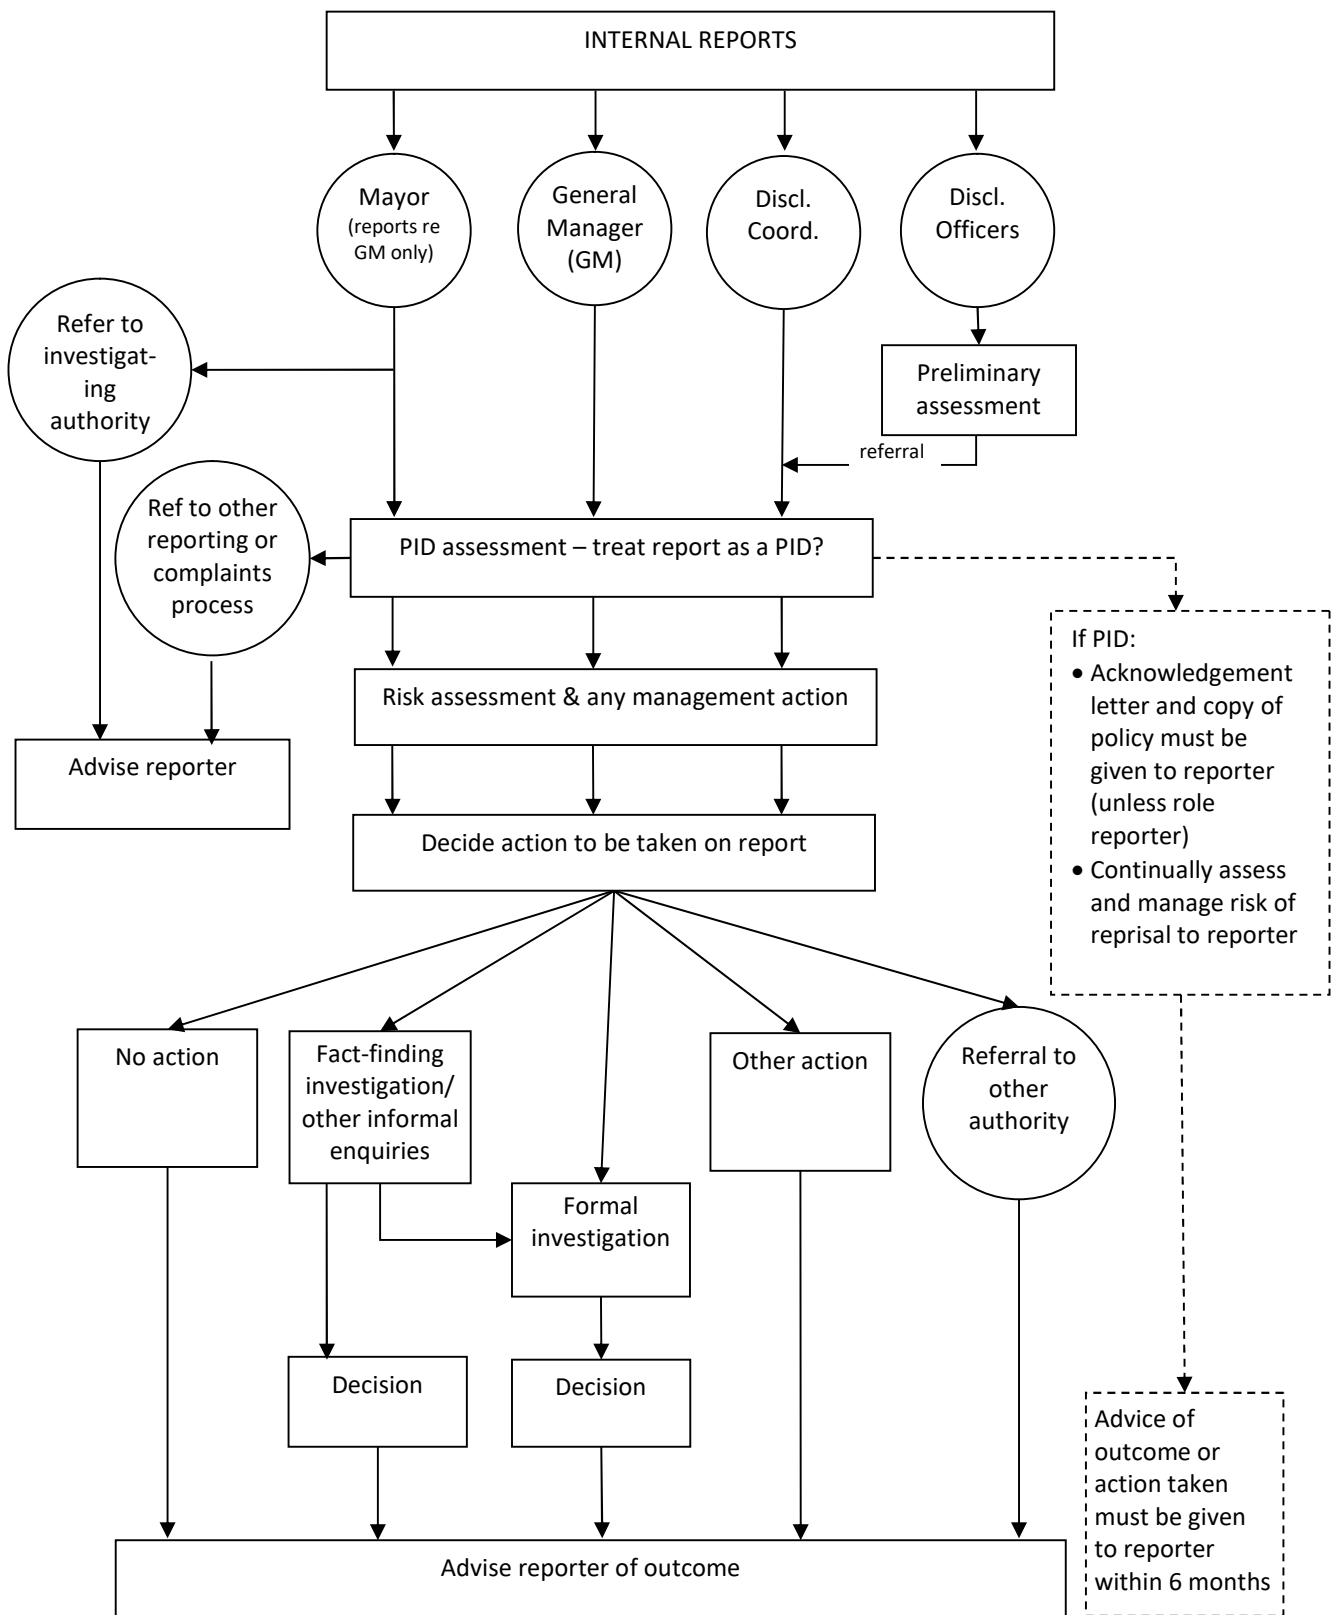 INTERNAL REPORTS
Mayor
(reports re
GM only)
General
Manager
(GM)
Discl.
Coord.
Discl.
Officers
Refer to
investigat-
ing
authority
Preliminary
assessment
referral
Ref to other
reporting or
complaints
process
PID assessment – treat report as a PID?
If PID:
• Acknowledgement
letter and copy of
policy must be
given to reporter
(unless role
reporter)
• Continually assess
and manage risk of
reprisal to reporter
Risk assessment & any management action
Advise reporter
Decide action to be taken on report
No action
Fact-finding
investigation/
other informal
enquiries
Other action
Referral to
other
authority
Formal
investigation
Decision
Decision
Advice of
outcome or
action taken
must be given
to reporter
within 6 months
Advise reporter of outcome